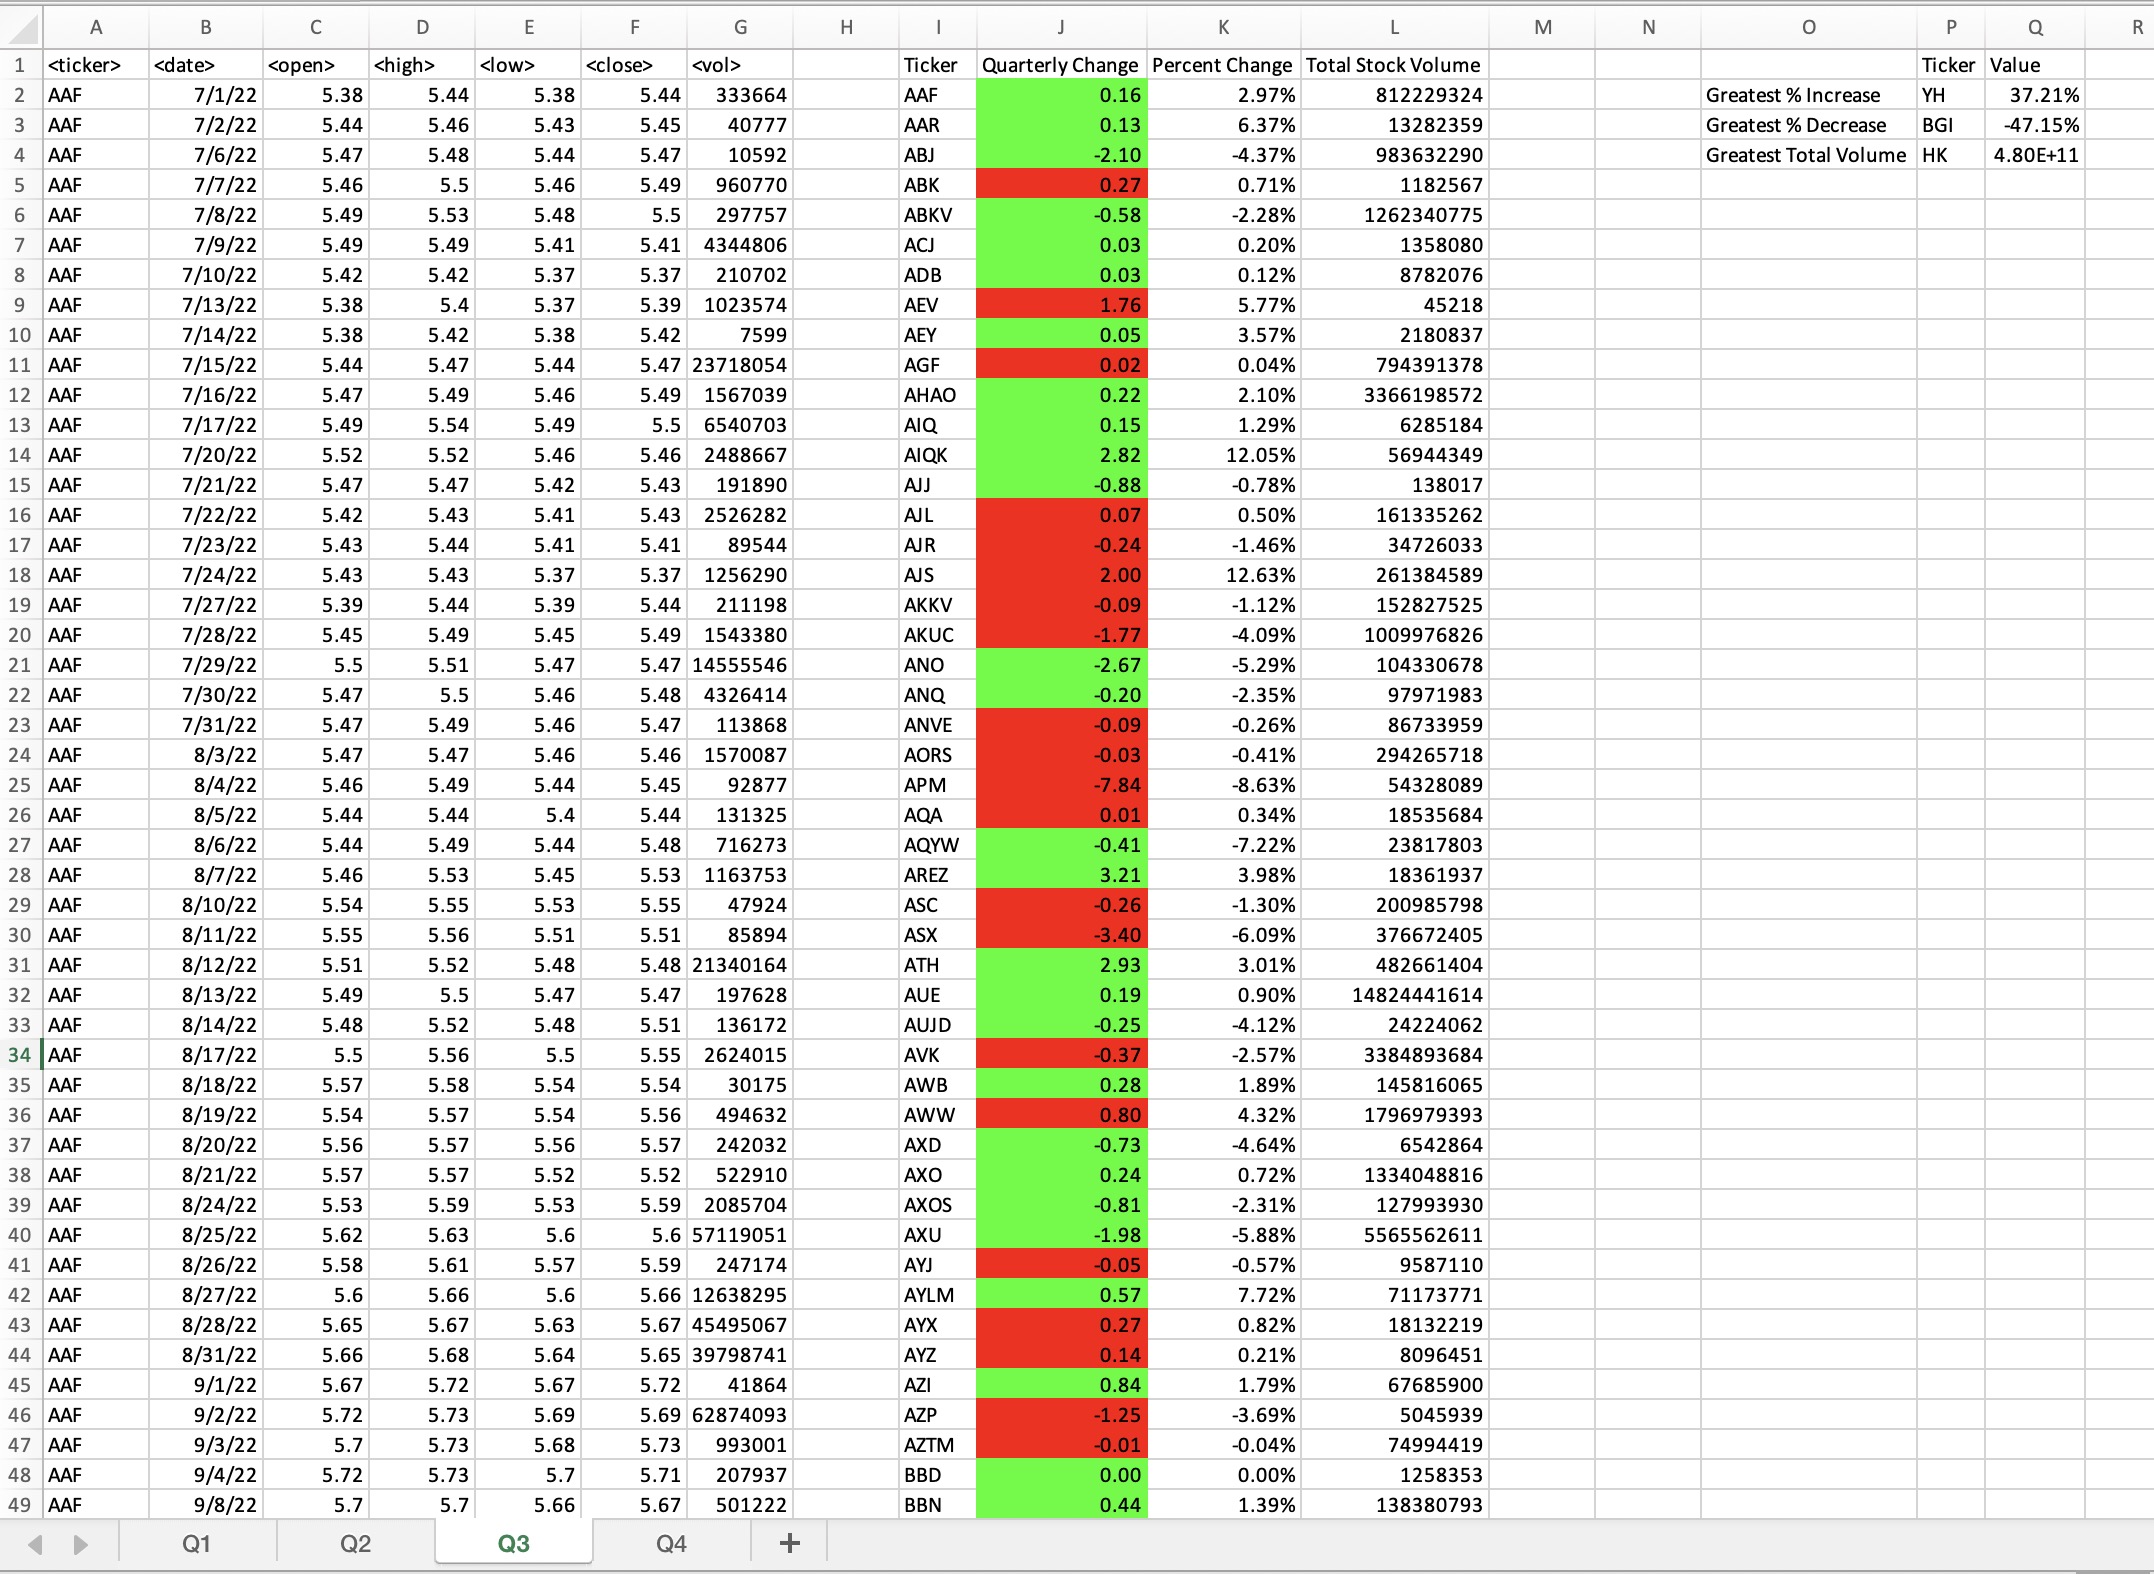 A B C D E F G H I J K L M N O P Q R
1 <ticker> <date> <open> <high> <low> <close> <vol> Ticker Quarterly Change Percent Change Total Stock Volume Ticker Value
2 AAF 7/1/22 5.38 5.44 5.38 5.44 333664 AAF 0.16 2.97% 812229324 Greatest % Increase YH 37.21%
3 AAF 7/2/22 5.44 5.46 5.43 5.45 40777 AAR 0.13 6.37% 13282359 Greatest % Decrease BGI -47.15%
4 AAF 7/6/22 5.47 5.48 5.44 5.47 10592 ABJ -2.10 -4.37% 983632290 Greatest Total Volume HK 4.80E+11
5 AAF 7/7/22 5.46 5.5 5.46 5.49 960770 ABK 0.27 0.71% 1182567
6 AAF 7/8/22 5.49 5.53 5.48 5.5 297757 ABKV -0.58 -2.28% 1262340775
7 AAF 7/9/22 5.49 5.49 5.41 5.41 4344806 ACJ 0.03 0.20% 1358080
8 AAF 7/10/22 5.42 5.42 5.37 5.37 210702 ADB 0.03 0.12% 8782076
9 AAF 7/13/22 5.38 5.4 5.37 5.39 1023574 AEV 1.76 5.77% 45218
10 AAF 7/14/22 5.38 5.42 5.38 5.42 7599 AEY 0.05 3.57% 2180837
11 AAF 7/15/22 5.44 5.47 5.44 5.47 23718054 AGF 0.02 0.04% 794391378
12 AAF 7/16/22 5.47 5.49 5.46 5.49 1567039 AHAO 0.22 2.10% 3366198572
13 AAF 7/17/22 5.49 5.54 5.49 5.5 6540703 AIQ 0.15 1.29% 6285184
14 AAF 7/20/22 5.52 5.52 5.46 5.46 2488667 AIQK 2.82 12.05% 56944349
15 AAF 7/21/22 5.47 5.47 5.42 5.43 191890 AJJ -0.88 -0.78% 138017
16 AAF 7/22/22 5.42 5.43 5.41 5.43 2526282 AJL 0.07 0.50% 161335262
17 AAF 7/23/22 5.43 5.44 5.41 5.41 89544 AJR -0.24 -1.46% 34726033
18 AAF 7/24/22 5.43 5.43 5.37 5.37 1256290 AJS 2.00 12.63% 261384589
19 AAF 7/27/22 5.39 5.44 5.39 5.44 211198 AKKV -0.09 -1.12% 152827525
20 AAF 7/28/22 5.45 5.49 5.45 5.49 1543380 AKUC -1.77 -4.09% 1009976826
21 AAF 7/29/22 5.5 5.51 5.47 5.47 14555546 ANO -2.67 -5.29% 104330678
22 AAF 7/30/22 5.47 5.5 5.46 5.48 4326414 ANQ -0.20 -2.35% 97971983
23 AAF 7/31/22 5.47 5.49 5.46 5.47 113868 ANVE -0.09 -0.26% 86733959
24 AAF 8/3/22 5.47 5.47 5.46 5.46 1570087 AORS -0.03 -0.41% 294265718
25 AAF 8/4/22 5.46 5.49 5.44 5.45 92877 APM -7.84 -8.63% 54328089
26 AAF 8/5/22 5.44 5.44 5.4 5.44 131325 AQA 0.01 0.34% 18535684
27 AAF 8/6/22 5.44 5.49 5.44 5.48 716273 AQYW -0.41 -7.22% 23817803
28 AAF 8/7/22 5.46 5.53 5.45 5.53 1163753 AREZ 3.21 3.98% 18361937
29 AAF 8/10/22 5.54 5.55 5.53 5.55 47924 ASC -0.26 -1.30% 200985798
30 AAF 8/11/22 5.55 5.56 5.51 5.51 85894 ASX -3.40 -6.09% 376672405
31 AAF 8/12/22 5.51 5.52 5.48 5.48 21340164 ATH 2.93 3.01% 482661404
32 AAF 8/13/22 5.49 5.5 5.47 5.47 197628 AUE 0.19 0.90% 14824441614
33 AAF 8/14/22 5.48 5.52 5.48 5.51 136172 AUJD -0.25 -4.12% 24224062
34 AAF 8/17/22 5.5 5.56 5.5 5.55 2624015 AVK -0.37 -2.57% 3384893684
35 AAF 8/18/22 5.57 5.58 5.54 5.54 30175 AWB 0.28 1.89% 145816065
36 AAF 8/19/22 5.54 5.57 5.54 5.56 494632 AWW 0.80 4.32% 1796979393
37 AAF 8/20/22 5.56 5.57 5.56 5.57 242032 AXD -0.73 -4.64% 6542864
38 AAF 8/21/22 5.57 5.57 5.52 5.52 522910 AXO 0.24 0.72% 1334048816
39 AAF 8/24/22 5.53 5.59 5.53 5.59 2085704 AXOS -0.81 -2.31% 127993930
40 AAF 8/25/22 5.62 5.63 5.6 5.6 57119051 AXU -1.98 -5.88% 5565562611
41 AAF 8/26/22 5.58 5.61 5.57 5.59 247174 AYJ -0.05 -0.57% 9587110
42 AAF 8/27/22 5.6 5.66 5.6 5.66 12638295 AYLM 0.57 7.72% 71173771
43 AAF 8/28/22 5.65 5.67 5.63 5.67 45495067 AYX 0.27 0.82% 18132219
44 AAF 8/31/22 5.66 5.68 5.64 5.65 39798741 AYZ 0.14 0.21% 8096451
45 AAF 9/1/22 5.67 5.72 5.67 5.72 41864 AZI 0.84 1.79% 67685900
46 AAF 9/2/22 5.72 5.73 5.69 5.69 62874093 AZP -1.25 -3.69% 5045939
47 AAF 9/3/22 5.7 5.73 5.68 5.73 993001 AZTM -0.01 -0.04% 74994419
48 AAF 9/4/22 5.72 5.73 5.7 5.71 207937 BBD 0.00 0.00% 1258353
49 AAF 9/8/22 5.7 5.7 5.66 5.67 501222 BBN 0.44 1.39% 138380793
Q1 Q2 Q3 Q4 +